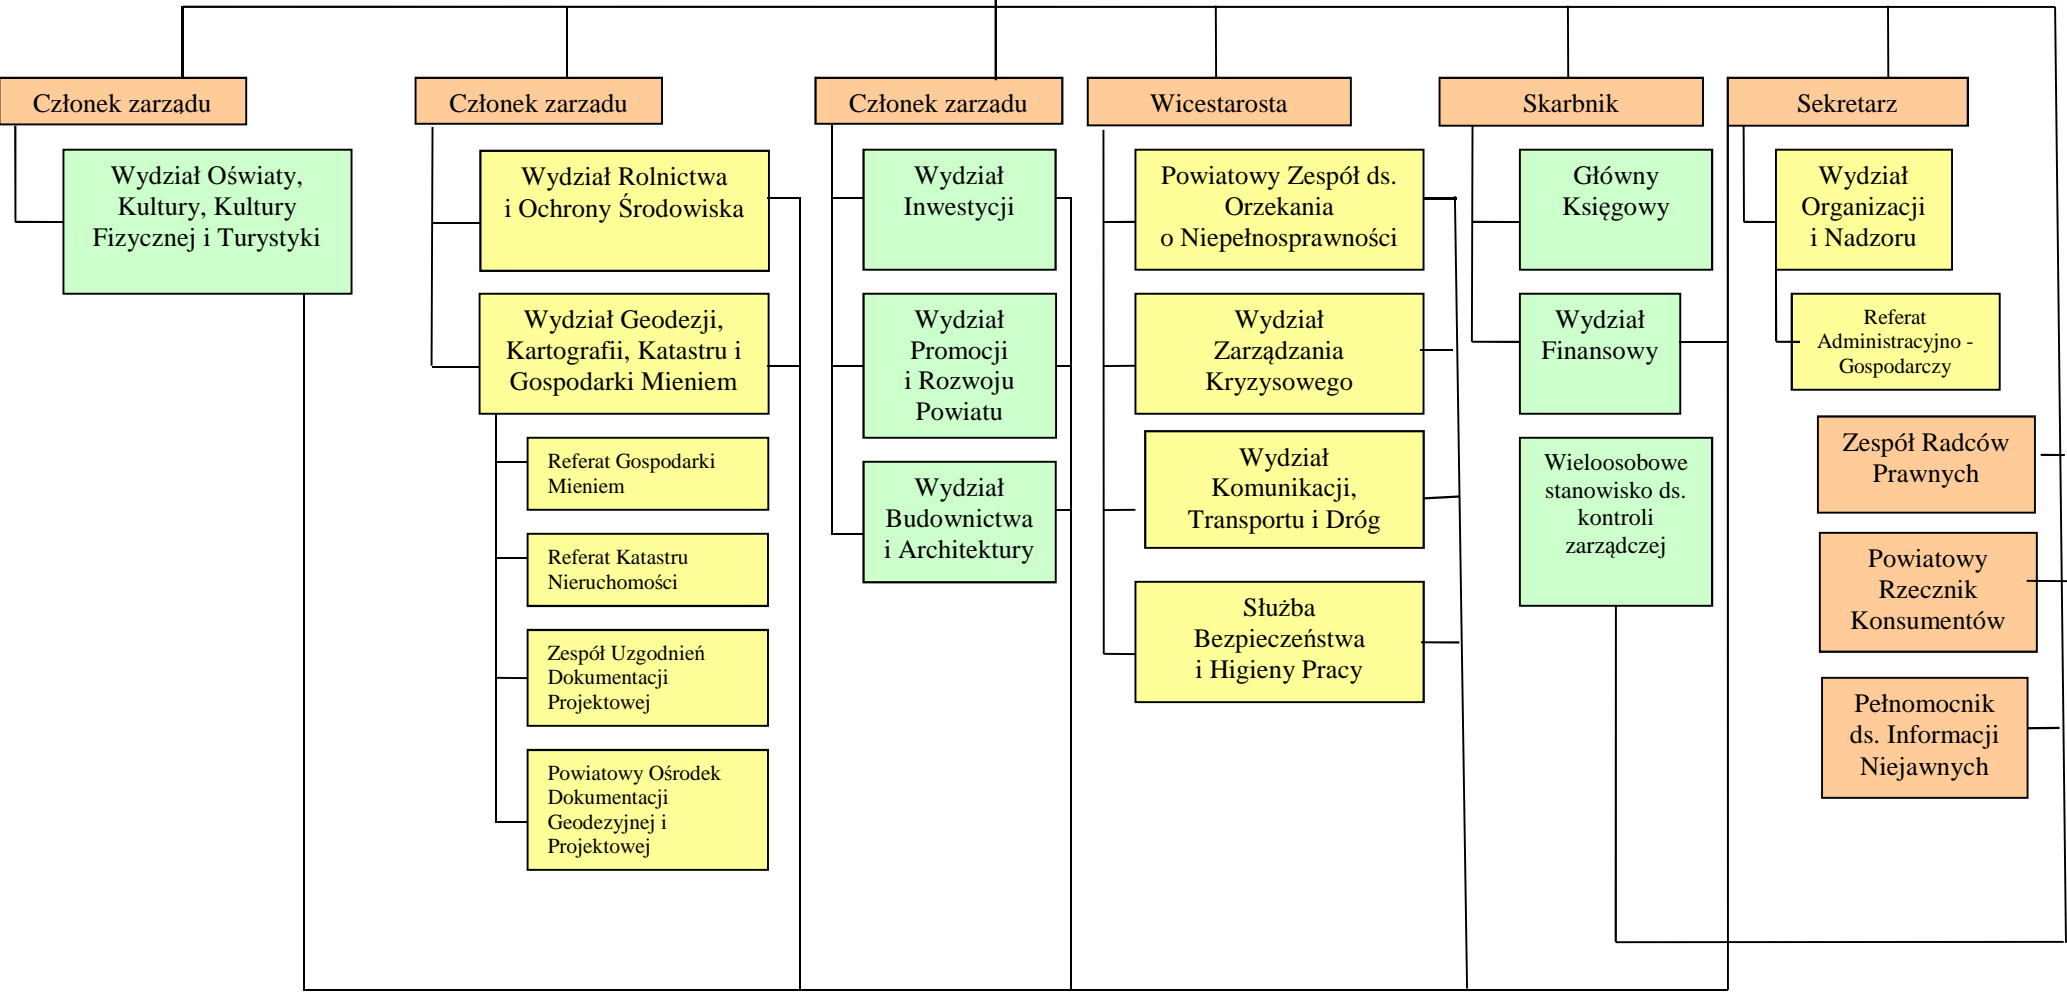 Członek zarządu
Wydział Oświaty,
Kultury, Kultury
Fizycznej i Turystyki
Członek zarządu
Wydział Rolnictwa
i Ochrony Środowiska
Wydział Geodezji,
Kartografii, Katastru i
Gospodarki Mieniem
Referat Gospodarki
Mieniem
Referat Katastru
Nieruchomości
Zespół Uzgodnień
Dokumentacji
Projektowej
Powiatowy Ośrodek
Dokumentacji
Geodezyjnej i
Projektowej
Członek zarządu
Wydział
Inwestycji
Wydział
Promocji
i Rozwoju
Powiatu
Wydział
Budownictwa
i Architektury
Wicestarosta
Powiatowy Zespół ds.
Orzekania
o Niepełnosprawności
Wydział
Zarządzania
Kryzysowego
Wydział
Komunikacji,
Transportu i Dróg
Służba
Bezpieczeństwa
i Higieny Pracy
Skarbnik
Główny
Księgowy
Wydział
Finansowy
Wieloosobowe
stanowisko ds.
kontroli
zarządczej
Sekretarz
Wydział
Organizacji
i Nadzoru
Referat
Administracyjno -
Gospodarczy
Zespół Radców
Prawnych
Powiatowy
Rzecznik
Konsumentów
Pełnomocnik
ds. Informacji
Niejawnych